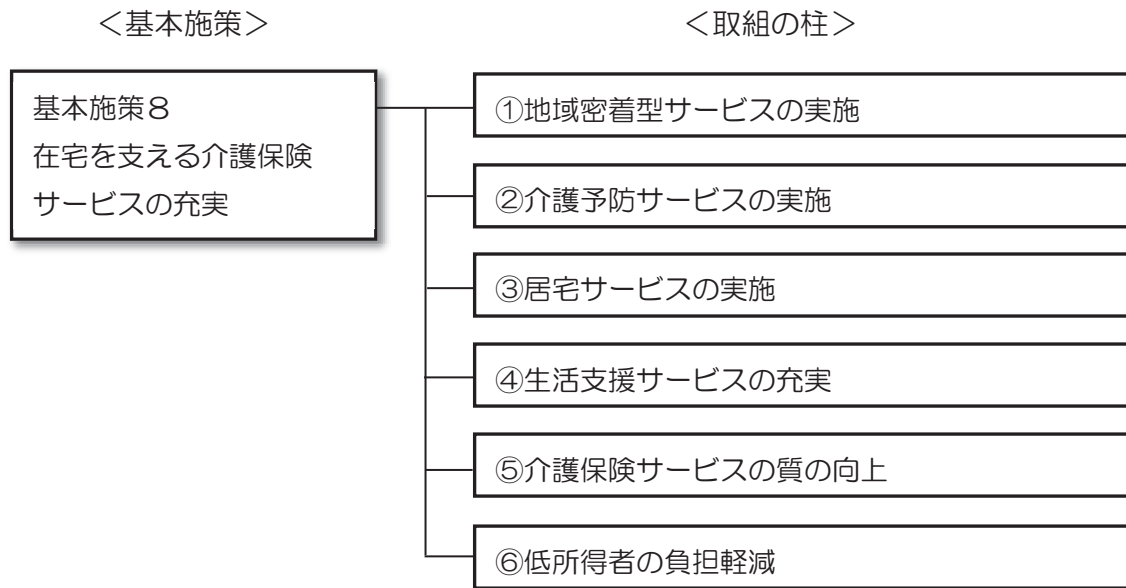 ＜基本施策＞
＜取組の柱＞
基本施策８
在宅を支える介護保険
サービスの充実
①地域密着型サービスの実施
②介護予防サービスの実施
③居宅サービスの実施
④生活支援サービスの充実
⑤介護保険サービスの質の向上
⑥低所得者の負担軽減